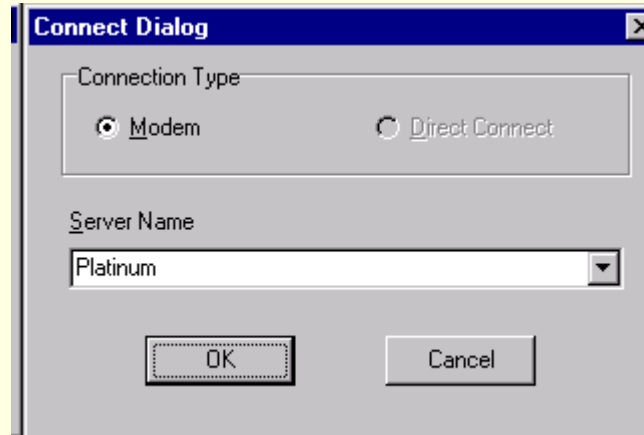 Connect Dialog
Connection Type
Modem Direct Connect
Server Name
Platinum
OK Cancel